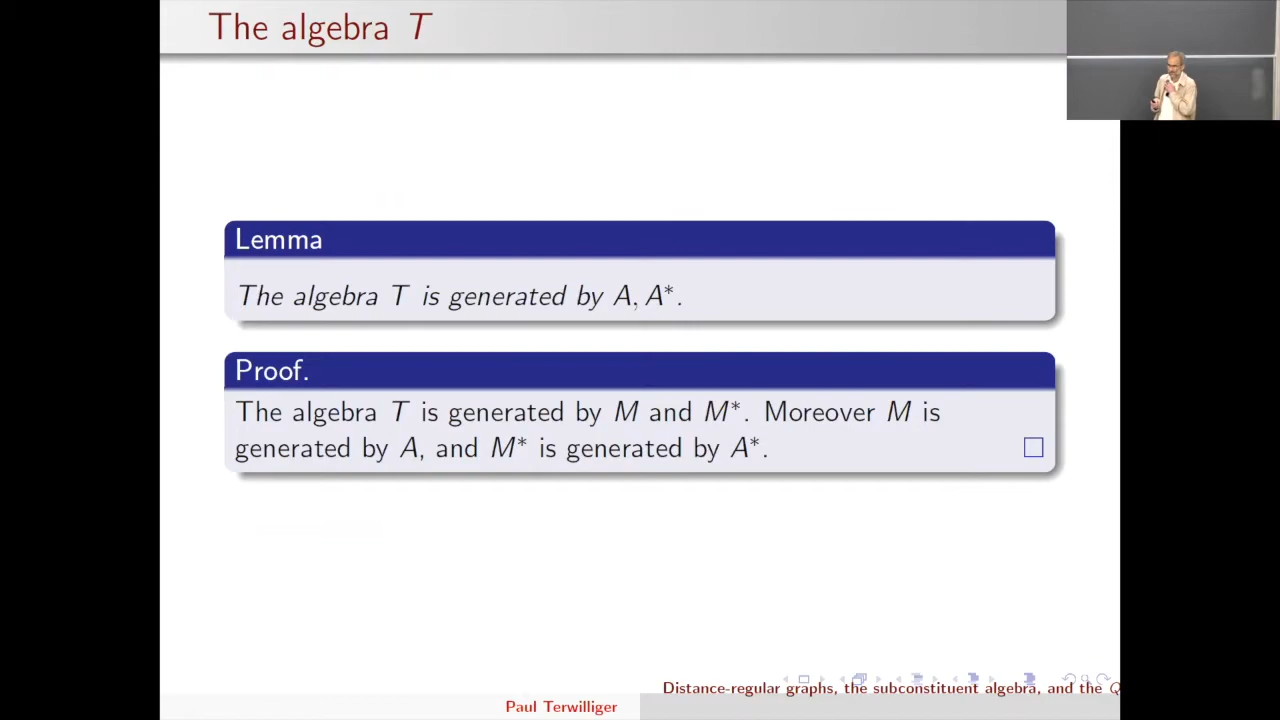 The algebra T
Lemma
The algebra T is generated by A, A*.
Proof.
The algebra T is generated by M and M*. Moreover M is
generated by A, and M* is generated by A*.
Distance-regular graphs, the subconstituent algebra, and the Q
Paul Terwilliger